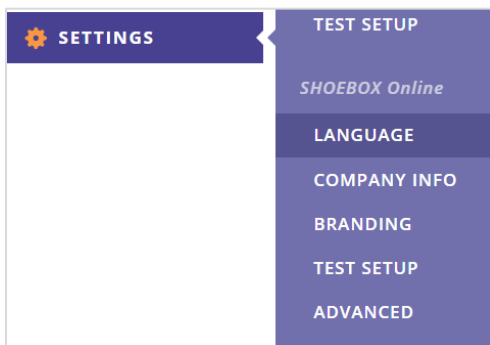 SETTINGS
TEST SETUP
SHOEBOX Online
LANGUAGE
COMPANY INFO
BRANDING
TEST SETUP
ADVANCED